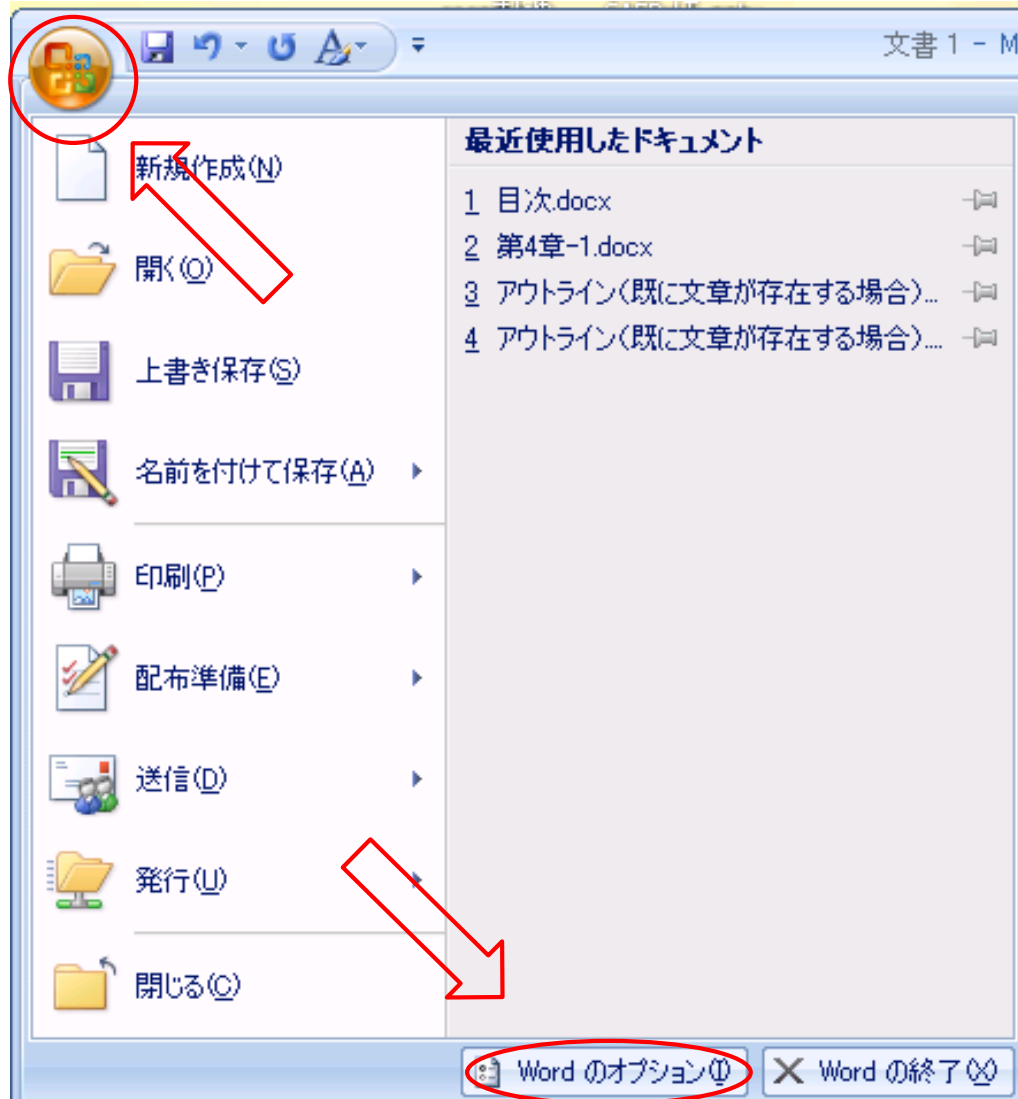 文書 1 - M
新規作成(N)
開く(O)
上書き保存(S)
名前を付けて保存(A)
印刷(P)
配布準備(E)
送信(D)
発行(U)
閉じる(C)
最近使用したドキュメント
1 目次.docx
2 第4章-1.docx
3 アウトライン(既に文章が存在する場合)...
4 アウトライン(既に文章が存在する場合)....
Word のオプション(I)
Word の終了(X)